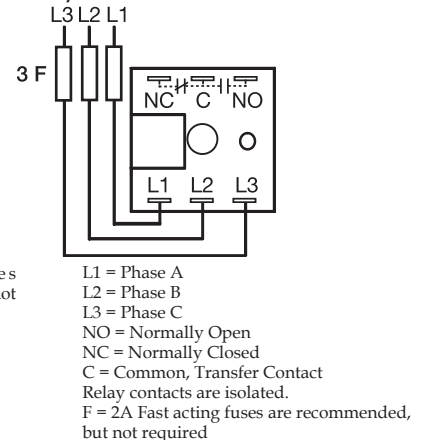 L3 L2 L1
3 F
NC C NO
L1 L2 L3
L1 = Phase A
L2 = Phase B
L3 = Phase C
NO = Normally Open
NC = Normally Closed
C = Common, Transfer Contact
Relay contacts are isolated.
F = 2A Fast acting fuses are recommended,
but not required